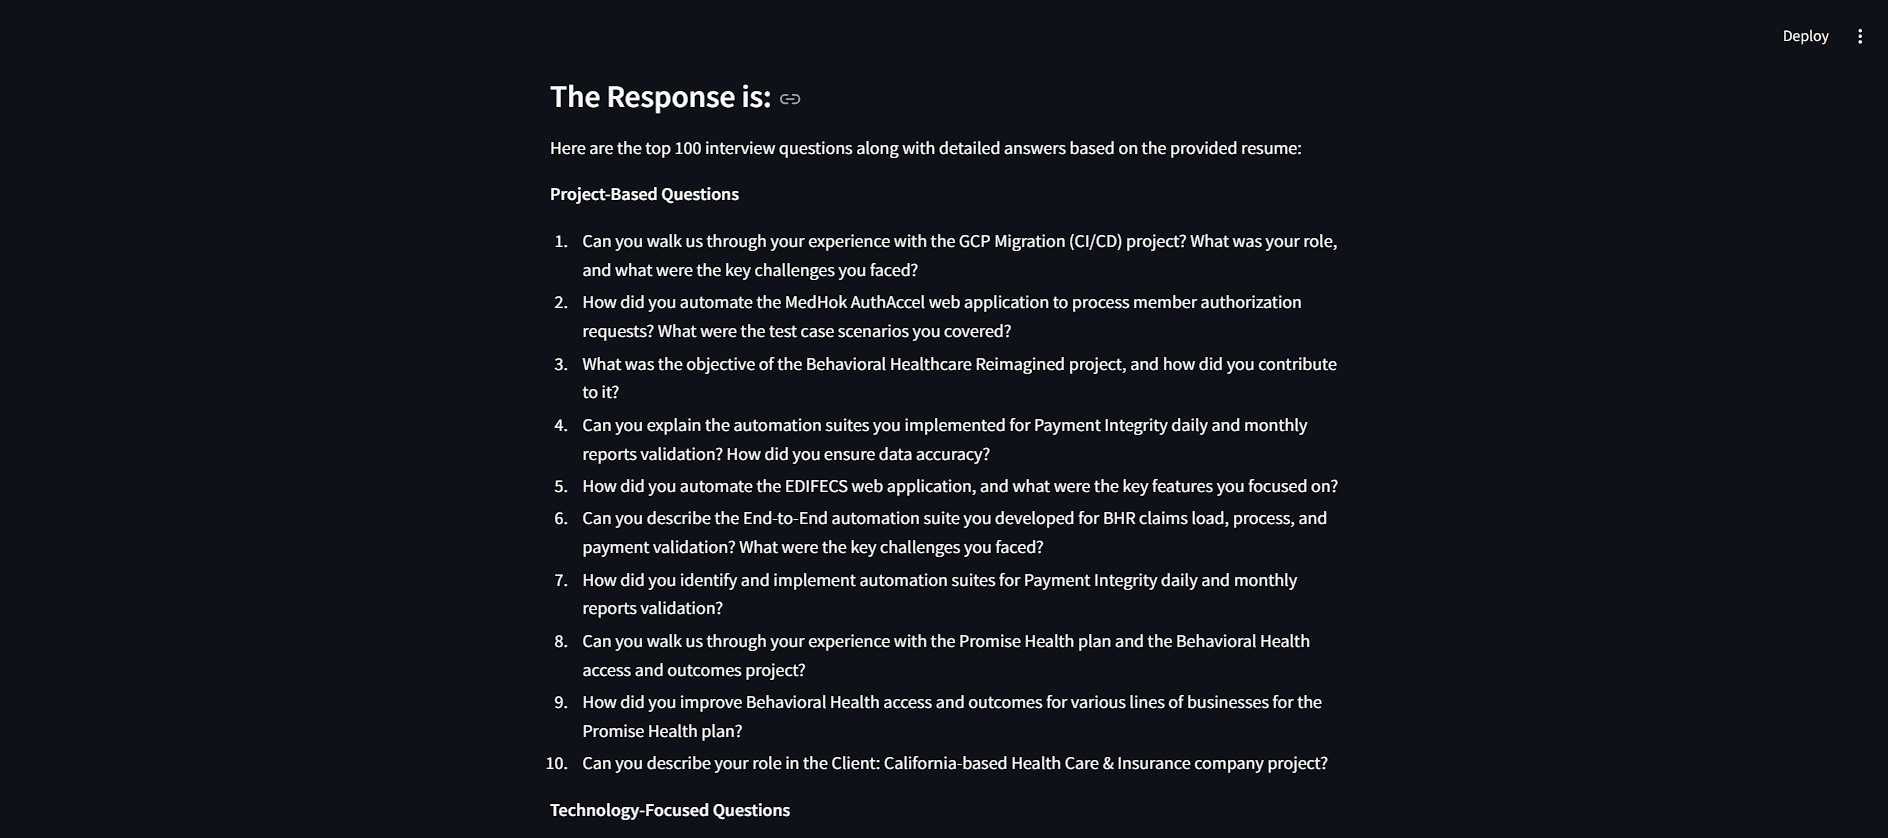 Deploy
The Response is:
Here are the top 100 interview questions along with detailed answers based on the provided resume:
Project-Based Questions
1. Can you walk us through your experience with the GCP Migration (CI/CD) project? What was your role,
and what were the key challenges you faced?
2. How did you automate the MedHok AuthAccel web application to process member authorization
requests? What were the test case scenarios you covered?
3. What was the objective of the Behavioral Healthcare Reimagined project, and how did you contribute
to it?
4. Can you explain the automation suites you implemented for Payment Integrity daily and monthly
reports validation? How did you ensure data accuracy?
5. How did you automate the EDIFECS web application, and what were the key features you focused on?
6. Can you describe the End-to-End automation suite you developed for BHR claims load, process, and
payment validation? What were the key challenges you faced?
7. How did you identify and implement automation suites for Payment Integrity daily and monthly
reports validation?
8. Can you walk us through your experience with the Promise Health plan and the Behavioral Health
access and outcomes project?
9. How did you improve Behavioral Health access and outcomes for various lines of businesses for the
Promise Health plan?
10. Can you describe your role in the Client: California-based Health Care & Insurance company project?
Technology-Focused Questions